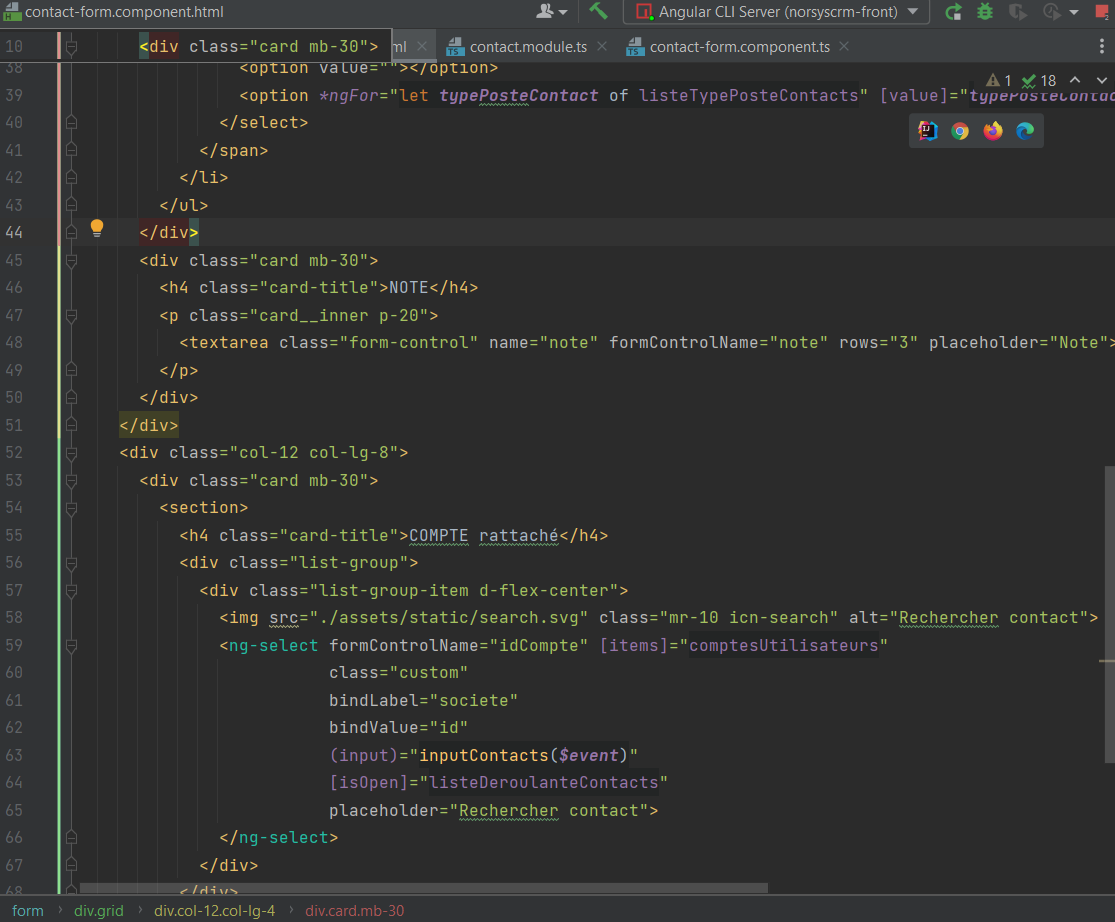 contact-form.component.html
Angular CLI Server (norsyscrm-front)
10 <div class="card mb-30"> ml contact.module.ts contact-form.component.ts
38 <option value=""></option>
1 18
39 <option *ngFor="let typePosteContact of listeTypePosteContacts" [value]="typePosteContac
40 </select>
41 </span>
42 </li>
43 </ul>
44 </div>
45 <div class="card mb-30">
46 <h4 class="card-title">NOTE</h4>
47 <p class="card__inner p-20">
48 <textarea class="form-control" name="note" formControlName="note" rows="3" placeholder="Note">
49 </p>
50 </div>
51 </div>
52 <div class="col-12 col-lg-8">
53 <div class="card mb-30">
54 <section>
55 <h4 class="card-title">COMPTE rattaché</h4>
56 <div class="list-group">
57 <div class="list-group-item d-flex-center">
58 <img src="./assets/static/search.svg" class="mr-10 icn-search" alt="Rechercher contact">
59 <ng-select formControlName="idCompte" [items]="comptesUtilisateurs"
60 class="custom"
61 bindLabel="societe"
62 bindValue="id"
63 (input)="inputContacts($event)"
64 [isOpen]="listeDeroulanteContacts"
65 placeholder="Rechercher contact">
66 </ng-select>
67 </div>
68 </div>
form › div.grid › div.col-12.col-lg-4 › div.card.mb-30